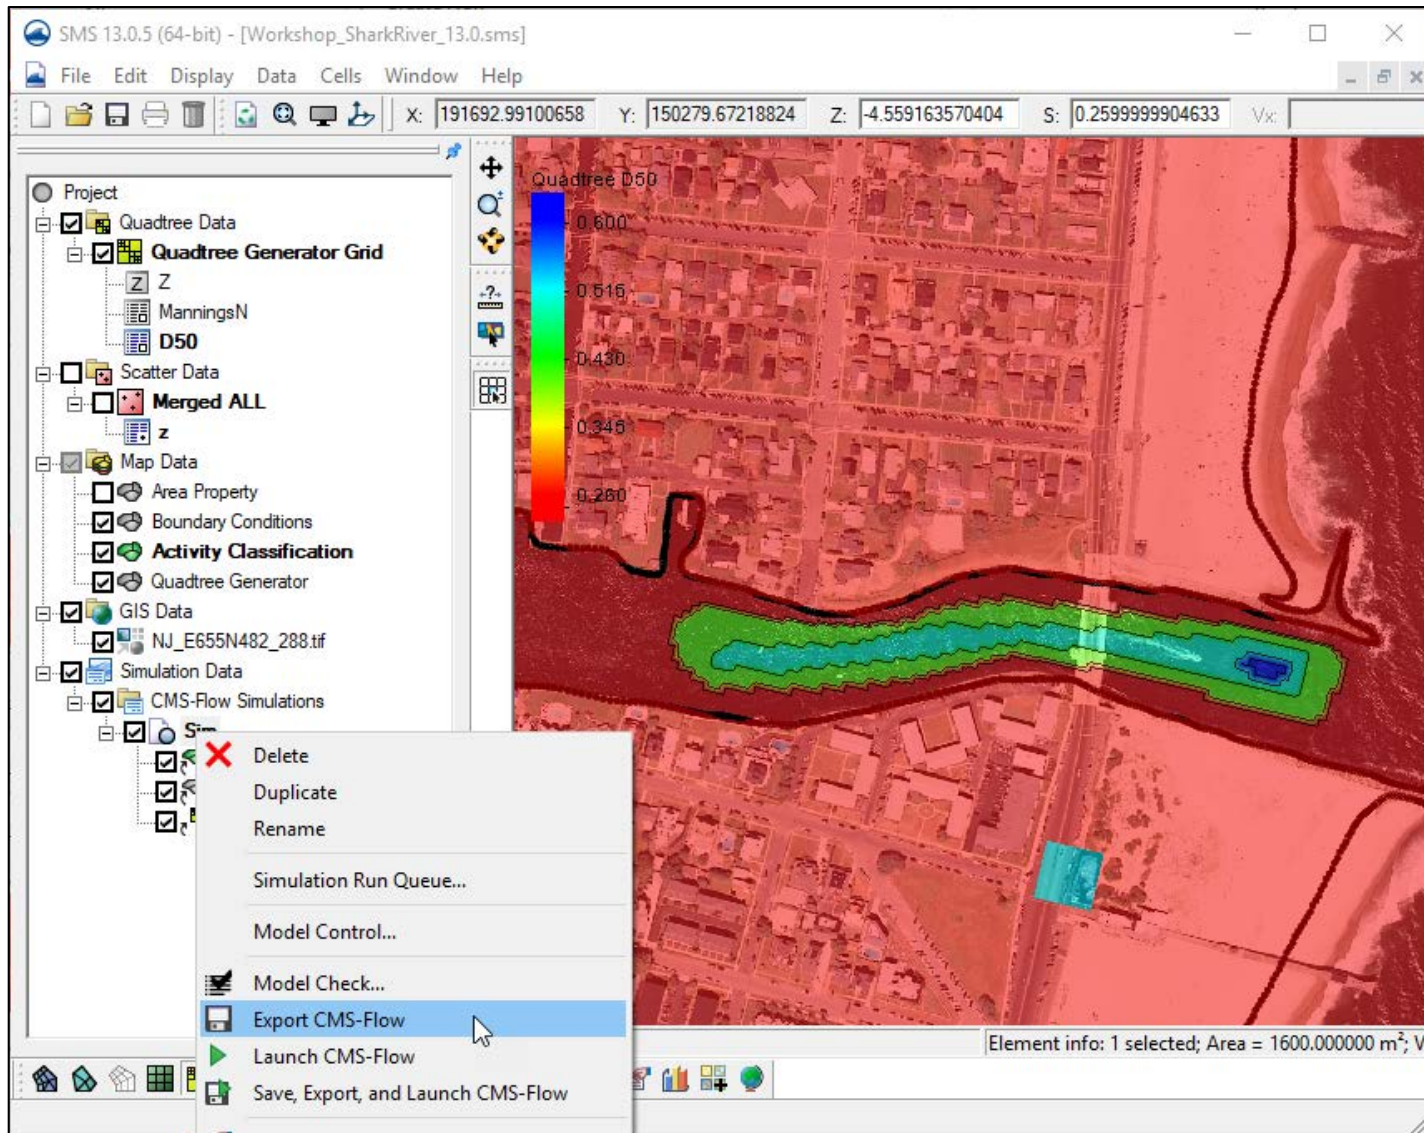 SMS 13.0.5 (64-bit) - [Workshop_SharkRiver_13.0.sms]
File Edit Display Data Cells Window Help
X: 191692.99100658 Y: 150279.67218824 Z: -4.559163570404 S: 0.2599999904633 Vx:
Project
Quadtree Data
Quadtree Generator Grid
Z Z
ManningsN
D50
Scatter Data
Merged ALL
z
Map Data
Area Property
Boundary Conditions
Activity Classification
Quadtree Generator
GIS Data
NJ_E655N482_288.tif
Simulation Data
CMS-Flow Simulations
Sim
Quadtree D50
0.600
0.515
0.430
0.345
0.260
Delete
Duplicate
Rename
Simulation Run Queue...
Model Control...
Model Check...
Export CMS-Flow
Launch CMS-Flow
Save, Export, and Launch CMS-Flow
Element info: 1 selected; Area = 1600.000000 m²; V